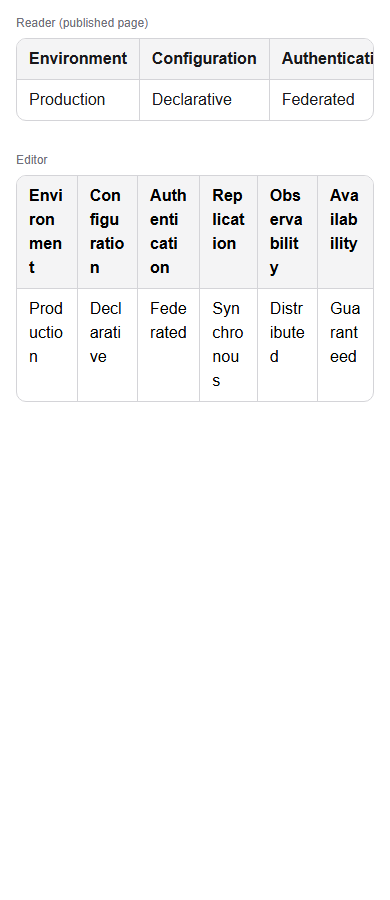 Reader (published page)
Environment Configuration Authenticati
Production Declarative Federated
Editor
Envi Con Auth Rep Obs Ava
ron figu enti licat erva ilab
men ratio cati ion bilit ility
t n on y
Prod Decl Fede Syn Distr Gua
uctio arati rated chro ibute rant
n ve nou d eed
s